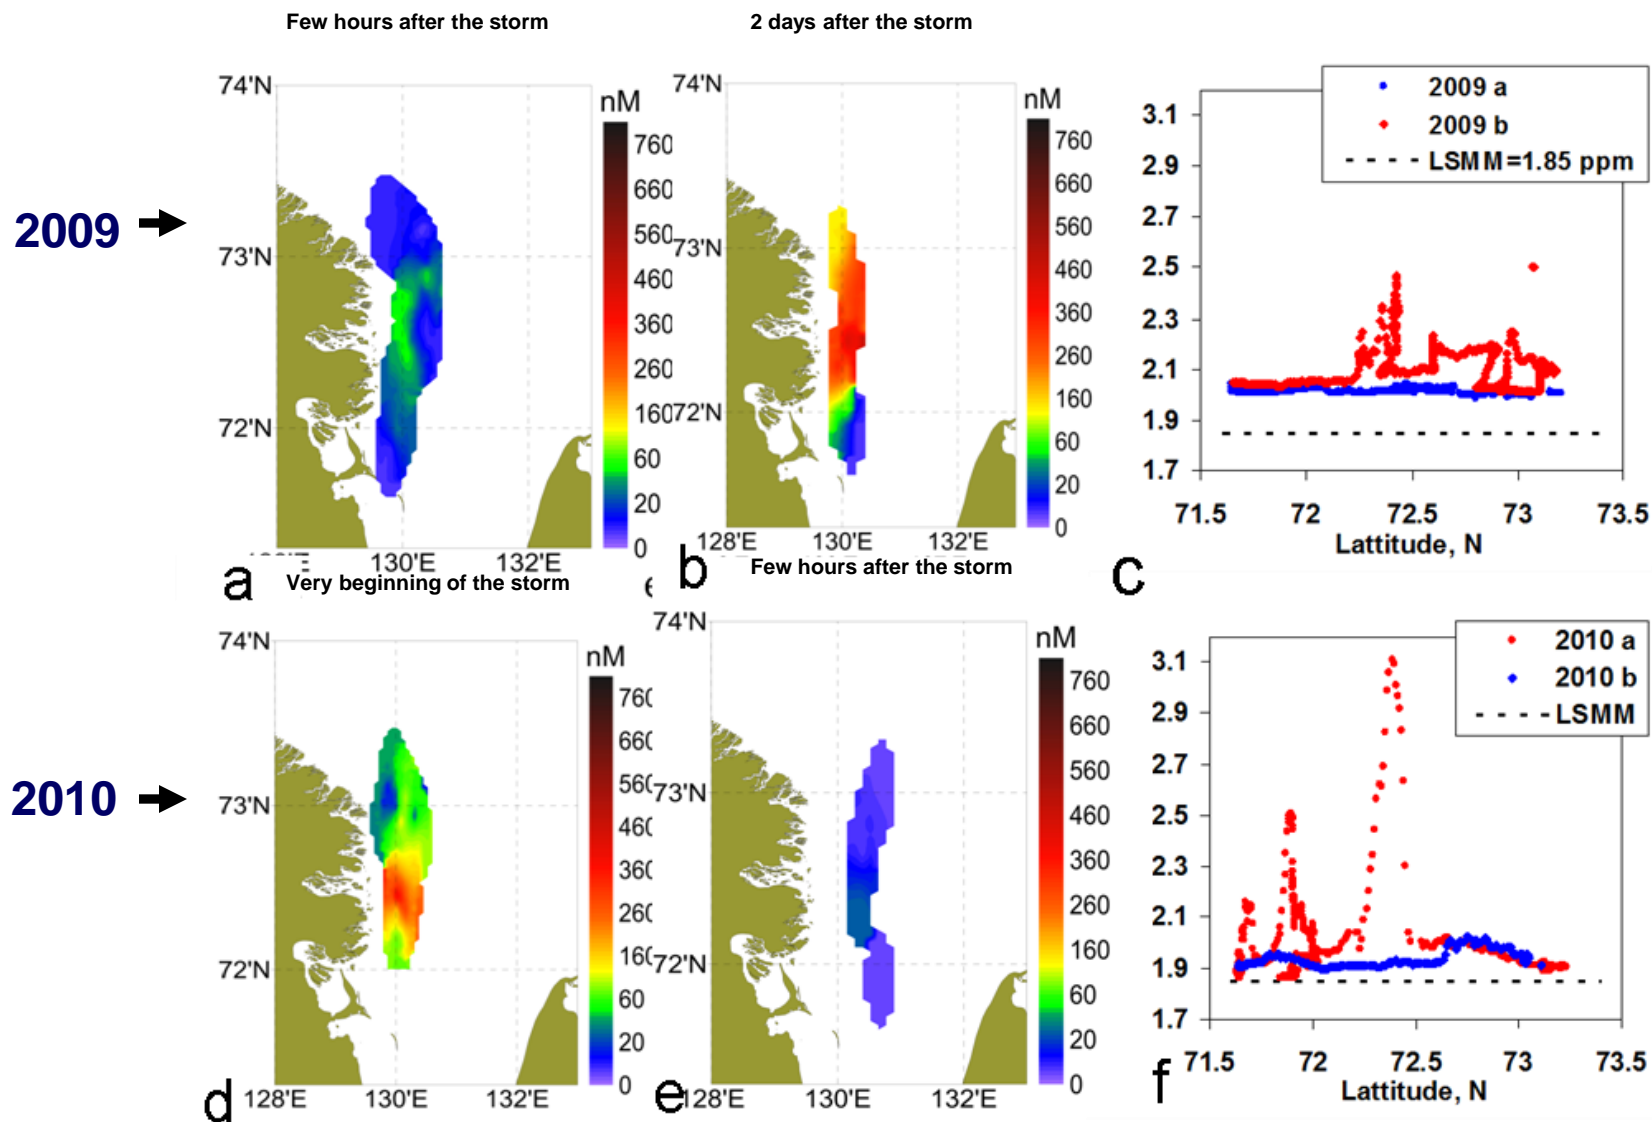 Few hours after the storm
2 days after the storm
2009
74'N
73'N
72'N
130'E
132'E
nM
760
660
560
460
360
260
160
60
20
0
a
74'N
73'N
72'N
128'E
130'E
132'E
nM
760
660
560
460
360
260
160
60
20
0
b
2009 a
2009 b
LSMM=1.85 ppm
3.1
2.9
2.7
2.5
2.3
2.1
1.9
1.7
71.5
72
72.5
73
73.5
Lattitude, N
c
Very beginning of the storm
Few hours after the storm
2010
74'N
73'N
72'N
128'E
130'E
132'E
nM
760
660
560
460
360
260
160
60
20
0
d
74'N
73'N
72'N
128'E
130'E
132'E
nM
760
660
560
460
360
260
160
60
20
0
e
2010 a
2010 b
LSMM
3.1
2.9
2.7
2.5
2.3
2.1
1.9
1.7
71.5
72
72.5
73
73.5
Lattitude, N
f